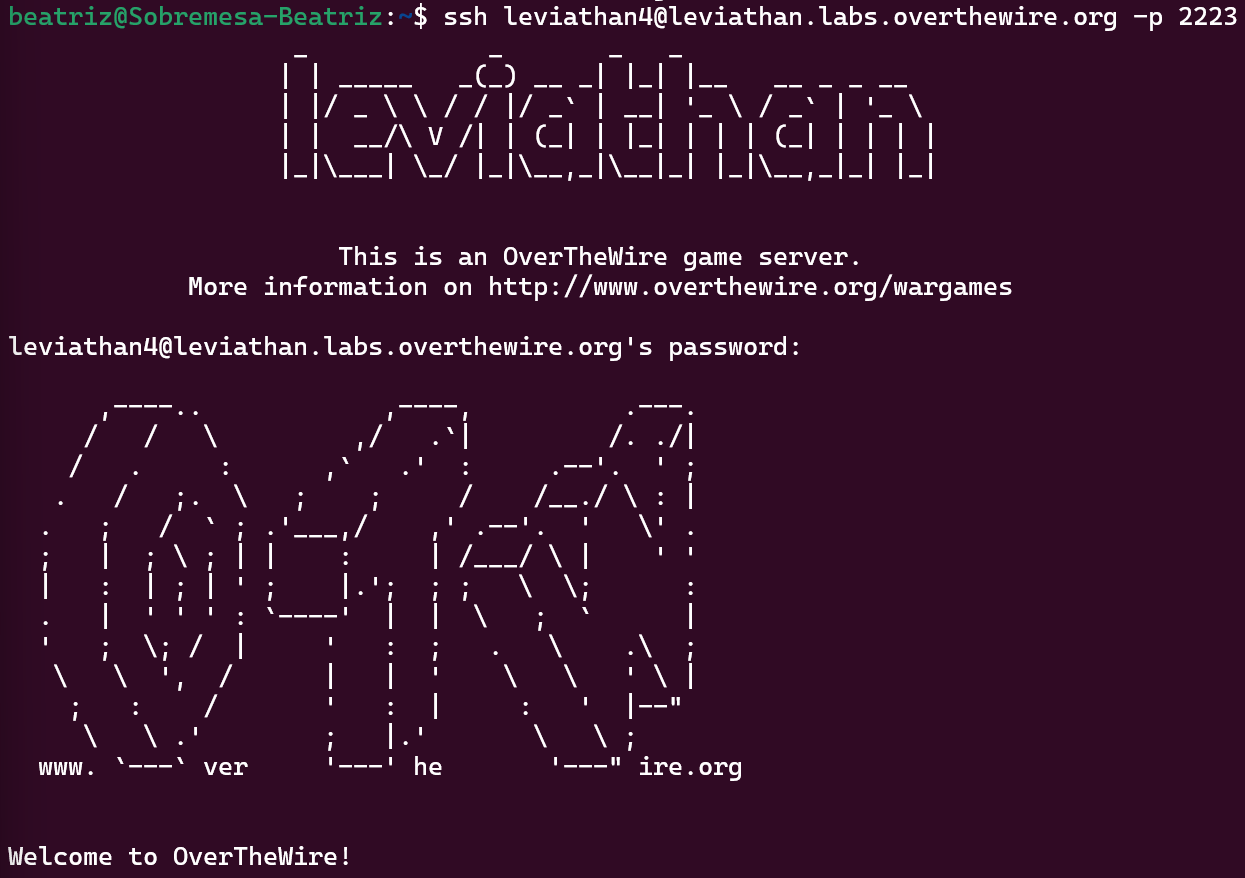 beatriz@Sobremesa-Beatriz:~$ ssh leviathan4@leviathan.labs.overthewire.org -p 2223
leviathan
This is an OverTheWire game server.
More information on http://www.overthewire.org/wargames
leviathan4@leviathan.labs.overthewire.org's password:
www. ver he ire.org
Welcome to OverTheWire!